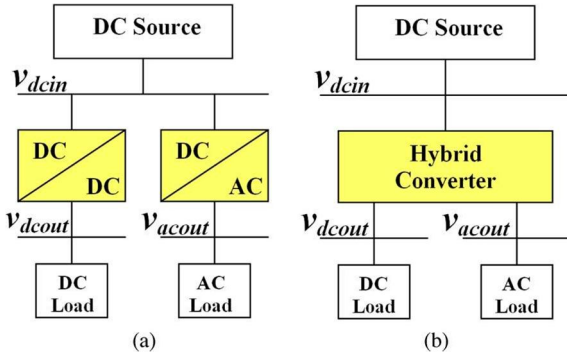 DC Source
v_dcin
DC
DC
DC
AC
v_dcout
v_acout
DC
Load
AC
Load
(a)
DC Source
v_dcin
Hybrid
Converter
v_dcout
v_acout
DC
Load
AC
Load
(b)